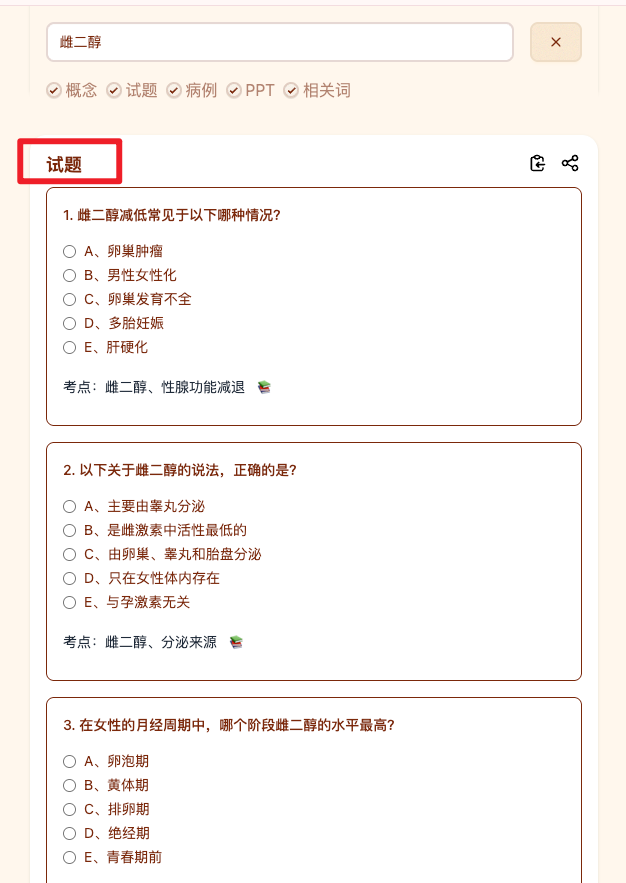 雌二醇
概念 试题 病例 PPT 相关词
试题
1. 雌二醇减低常见于以下哪种情况?
A、卵巢肿瘤
B、男性女性化
C、卵巢发育不全
D、多胎妊娠
E、肝硬化
考点：雌二醇、性腺功能减退
2. 以下关于雌二醇的说法，正确的是?
A、主要由睾丸分泌
B、是雌激素中活性最低的
C、由卵巢、睾丸和胎盘分泌
D、只在女性体内存在
E、与孕激素无关
考点：雌二醇、分泌来源
3. 在女性的月经周期中，哪个阶段雌二醇的水平最高?
A、卵泡期
B、黄体期
C、排卵期
D、绝经期
E、青春期前